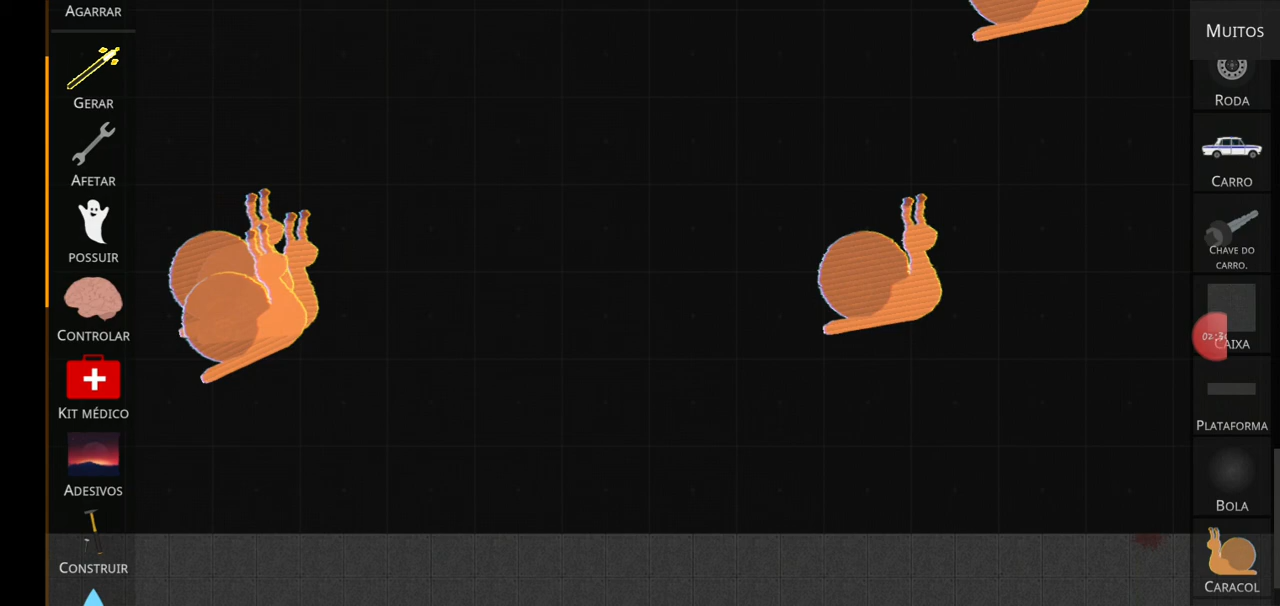 AGARRAR
GERAR
AFETAR
POSSUIR
CONTROLAR
KIT MÉDICO
ADESIVOS
CONSTRUIR
MUITOS
RODA
CARRO
CHAVE DO
CARRO.
CAIXA
PLATAFORMA
BOLA
CARACOL